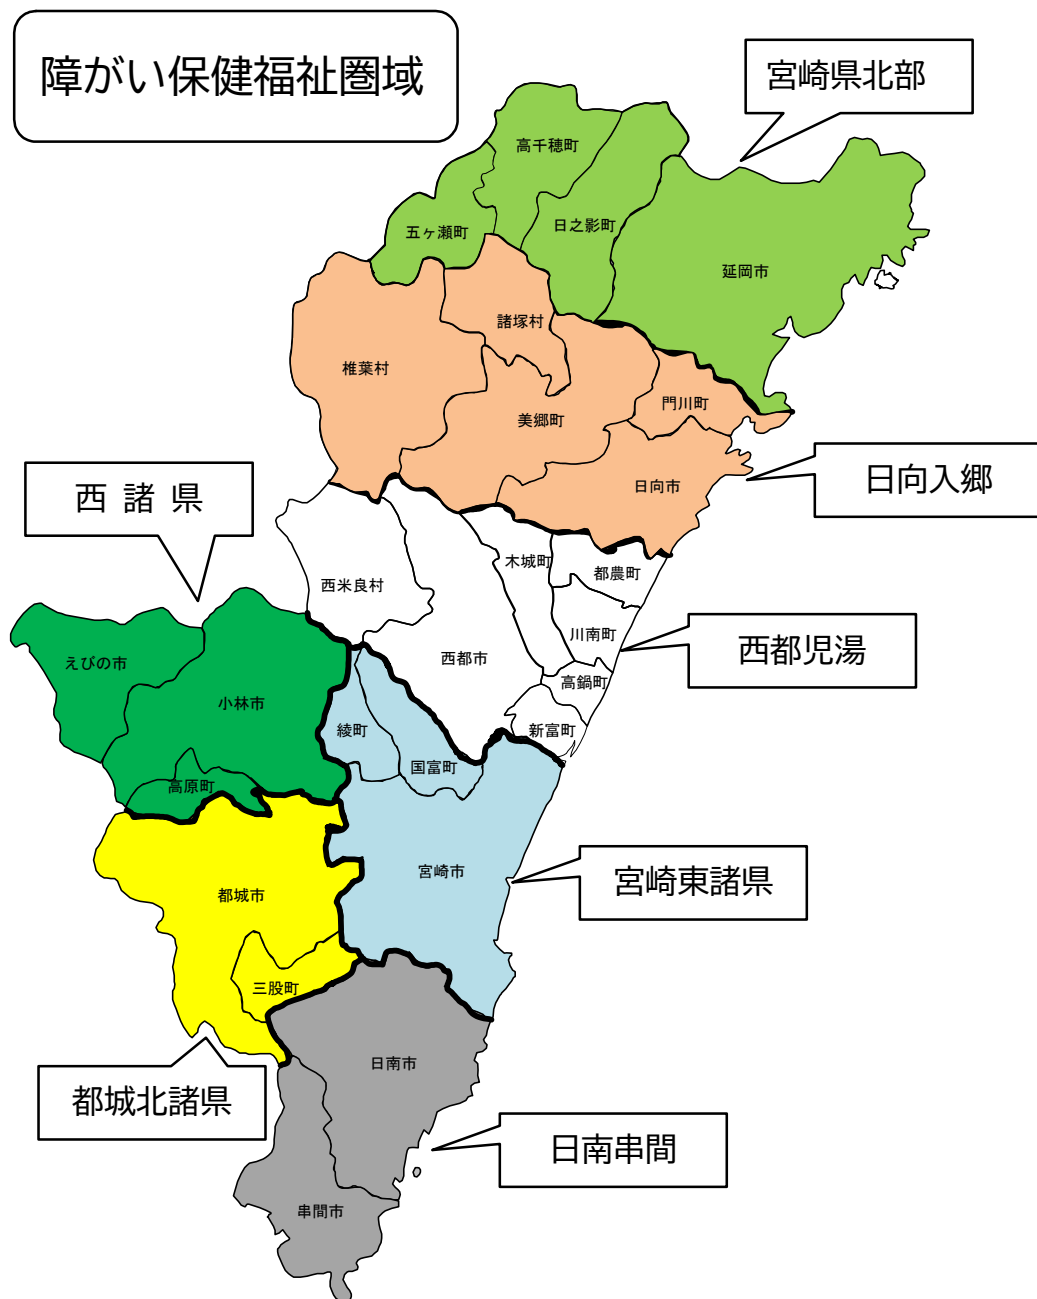 障がい保健福祉圏域
宮崎県北部
高千穂町
日之影町
五ヶ瀬町
延岡市
諸塚村
椎葉村
美郷町
門川町
日向市
日向入郷
西諸県
木城町
都農町
西米良村
川南町
西都市
西都児湯
高鍋町
新富町
えびの市
小林市
高原町
綾町
国富町
宮崎市
宮崎東諸県
都城市
三股町
日南市
都城北諸県
日南串間
串間市